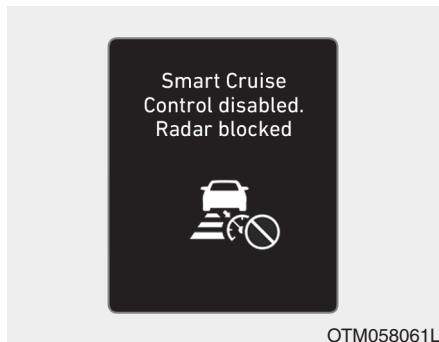 Smart Cruise
Control disabled.
Radar blocked
OTM058061L